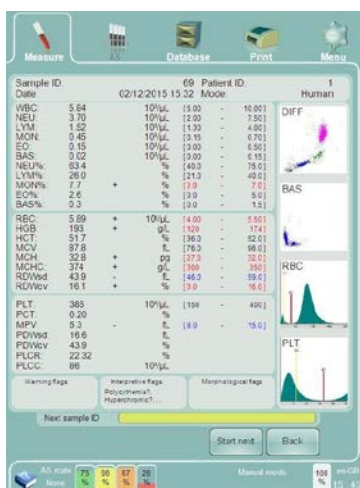 Measure AS Database Print Menu
Sample ID: 69 Patient ID: 1
Date: 02/12/2015 15:32 Mode: Human
WBC: 5.84 10³/µL [5.00 - 10.00]
NEU: 3.70 10³/µL [2.00 - 7.50]
LYM: 1.52 10³/µL [1.30 - 4.00]
MON: 0.45 10³/µL [0.15 - 0.70]
EO: 0.15 10³/µL [0.00 - 0.50]
BAS: 0.02 10³/µL [0.00 - 0.15]
NEU%: 63.4 % [40.0 - 75.0]
LYM%: 26.0 % [21.0 - 40.0]
MON%: 7.7 + % [3.0 - 7.0]
EO%: 2.6 % [0.0 - 5.0]
BAS%: 0.3 % [0.0 - 1.5]
RBC: 5.89 + 10⁶/µL [4.00 - 5.50]
HGB: 193 + g/L [120 - 174]
HCT: 51.7 % [36.0 - 52.0]
MCV: 87.8 fL [76.0 - 96.0]
MCH: 32.8 + pg [27.0 - 32.0]
MCHC: 374 + g/L [300 - 350]
RDWsd: 43.9 - fL [46.0 - 59.0]
RDWcv: 16.1 + % [0.0 - 16.0]
PLT: 385 10³/µL [150 - 400]
PCT: 0.20 %
MPV: 5.3 - fL [8.0 - 15.0]
PDWsd: 16.6 fL
PDWcv: 43.9 %
PLCR: 22.32 %
PLCC: 86 10³/µL
DIFF
BAS
RBC
PLT
Warning flags Interpretive flags Morphological flags
Polycythemia?,
Hyperchromic?,...
Next sample ID
Start next Back
AS mate 75 98 67 20 Manual mode 100 en-GB
None % % % % % 15:4